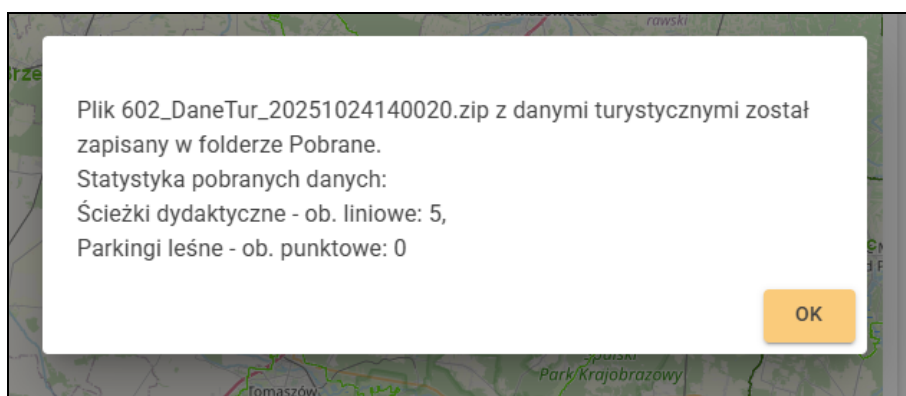 rawski
Plik 602_DaneTur_20251024140020.zip z danymi turystycznymi został
zapisany w folderze Pobrane.
Statystyka pobranych danych:
Ścieżki dydaktyczne - ob. liniowe: 5,
Parkingi leśne - ob. punktowe: 0
OK
Park Krajobrazowy
Tomaszów